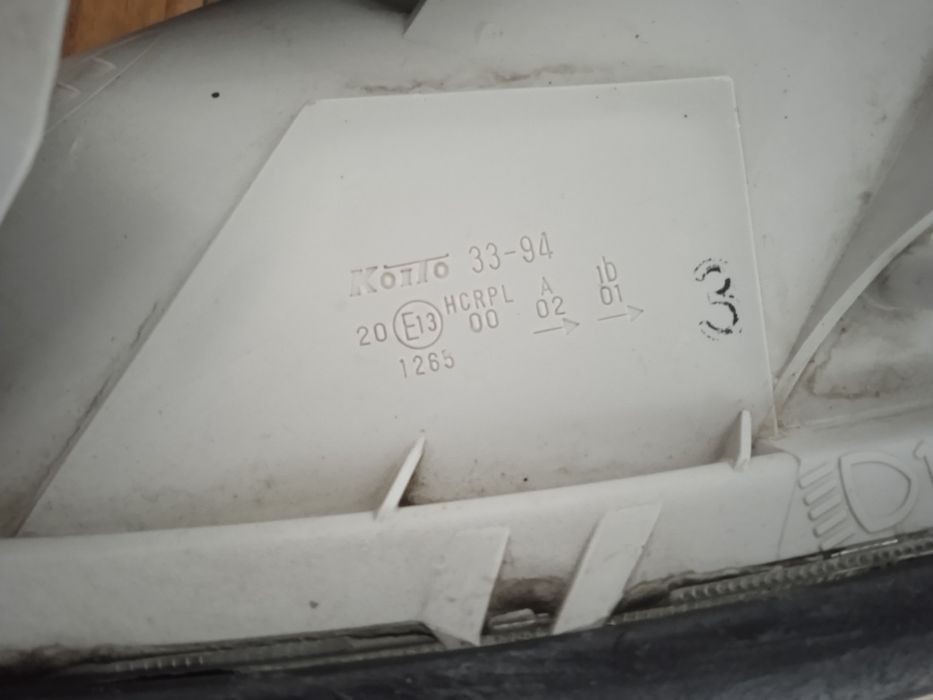 KOITO 33-94
20 E13 HCRPL 00 A 02 1b 01
1265
3